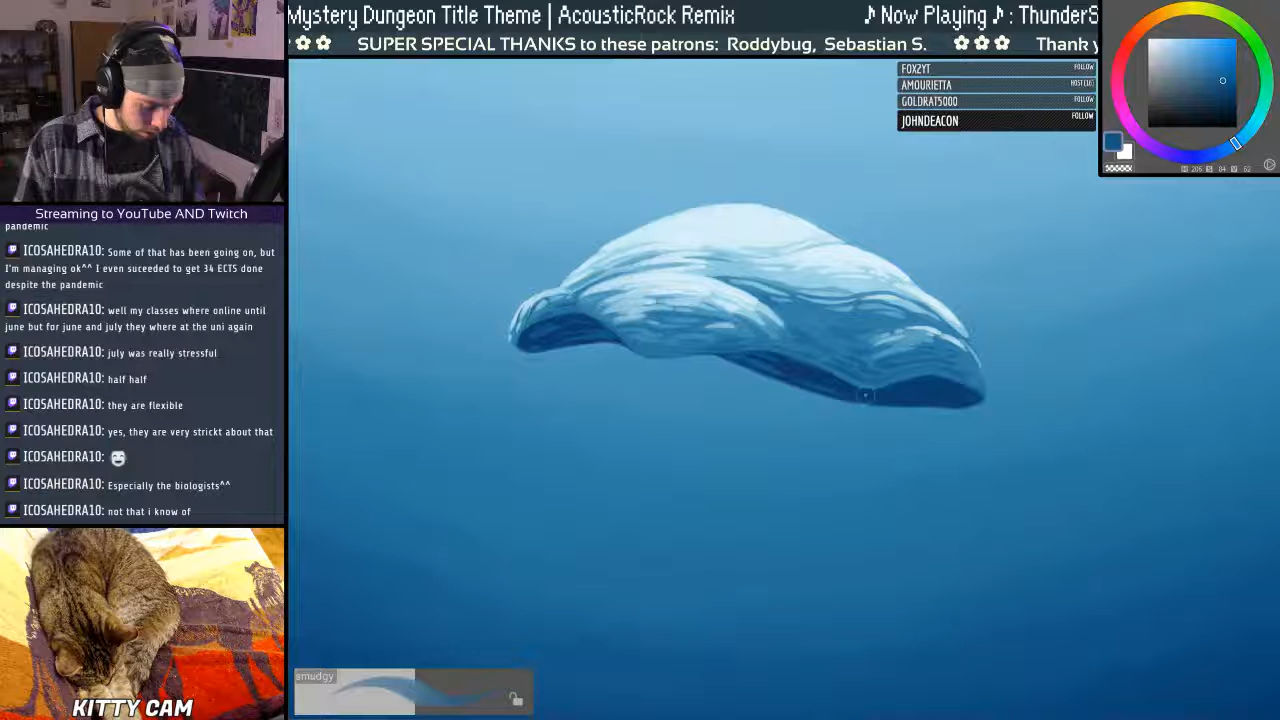 Mystery Dungeon Title Theme | AcousticRock Remix ♪ Now Playing ♪ : ThunderS
✿ ✿ SUPER SPECIAL THANKS to these patrons: Roddybug, Sebastian S. ✿ ✿ ✿ Thank y
FOX2YT FOLLOW
AMOURIETTA HOST (16)
GOLDRAT5000 FOLLOW
JOHNDEACON FOLLOW
H 205 S 84 V 62
Streaming to YouTube AND Twitch
pandemic
ICOSAHEDRA10: Some of that has been going on, but
I'm managing ok^^ I even suceeded to get 34 ECTS done
despite the pandemic
ICOSAHEDRA10: well my classes where online until
june but for june and july they where at the uni again
ICOSAHEDRA10: july was really stressful
ICOSAHEDRA10: half half
ICOSAHEDRA10: they are flexible
ICOSAHEDRA10: yes, they are very strickt about that
ICOSAHEDRA10:
ICOSAHEDRA10: Especially the biologists^^
ICOSAHEDRA10: not that i know of
smudgy
KITTY CAM